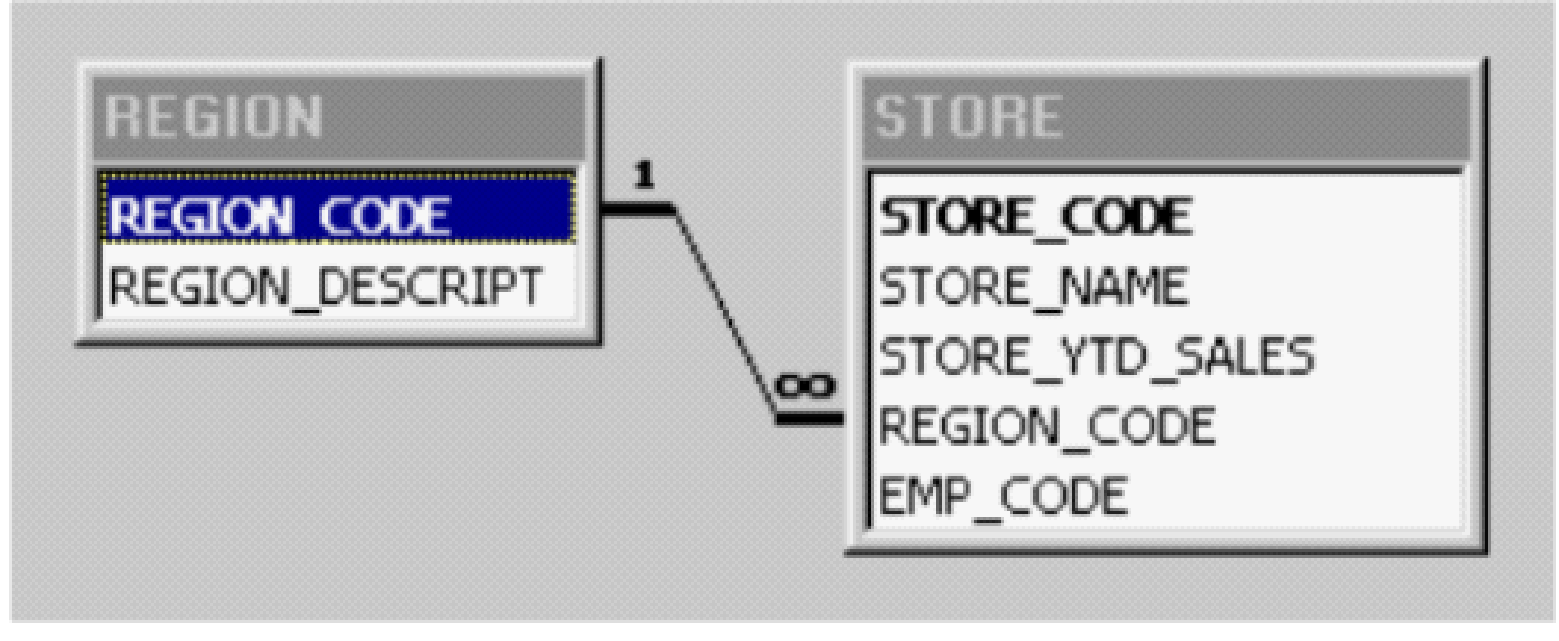 REGION
REGION_CODE
REGION_DESCRIPT
1
∞
STORE
STORE_CODE
STORE_NAME
STORE_YTD_SALES
REGION_CODE
EMP_CODE